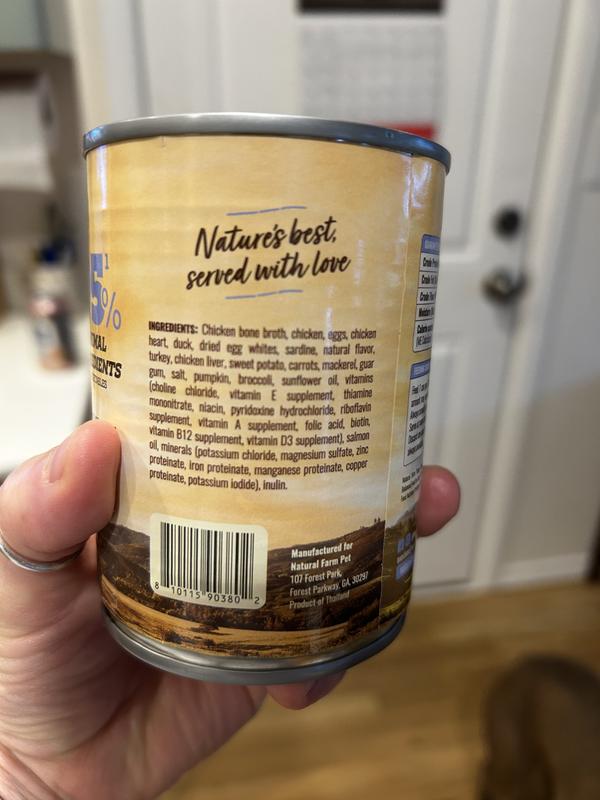 Nature's best,
served with love
5%
INGREDIENTS: Chicken bone broth, chicken, eggs, chicken
heart, duck, dried egg whites, sardine, natural flavor,
turkey, chicken liver, sweet potato, carrots, mackerel, guar
gum, salt, pumpkin, broccoli, sunflower oil, vitamins
(choline chloride, vitamin E supplement, thiamine
mononitrate, niacin, pyridoxine hydrochloride, riboflavin
supplement, vitamin A supplement, folic acid, biotin,
vitamin B12 supplement, vitamin D3 supplement), salmon
oil, minerals (potassium chloride, magnesium sulfate, zinc
proteinate, iron proteinate, manganese proteinate, copper
proteinate, potassium iodide), inulin.
8 10115 90380 2
Manufactured for
Natural Farm Pet
107 Forest Park,
Forest Parkway, GA, 30297
Product of Thailand
Crude
Crude
Crude